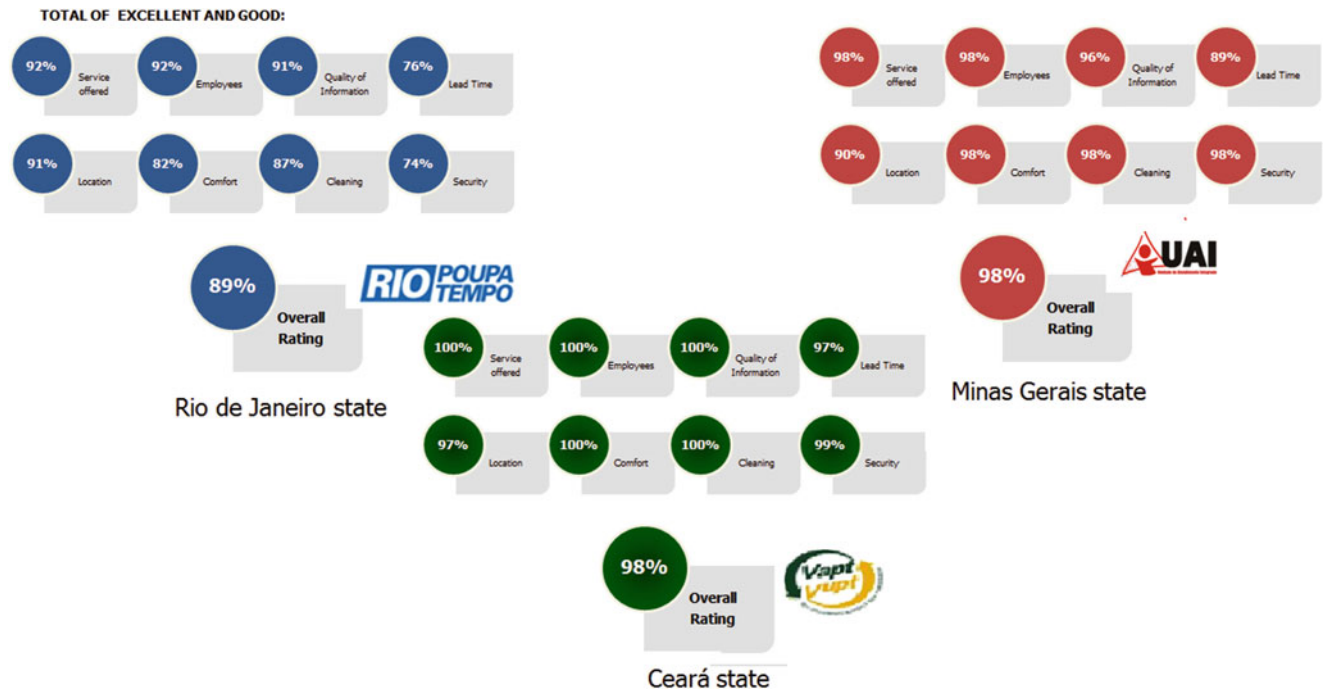 TOTAL OF EXCELLENT AND GOOD:
92%
Service
offered
92%
Employees
91%
Quality of
Information
76%
Lead Time
91%
Location
82%
Comfort
87%
Cleaning
74%
Security
89%
Overall
Rating
RIO POUPA
TEMPO
Rio de Janeiro state
98%
Service
offered
98%
Employees
96%
Quality of
Information
89%
Lead Time
90%
Location
98%
Comfort
98%
Cleaning
98%
Security
98%
Overall
Rating
UAI
Minas Gerais state
100%
Service
offered
100%
Employees
100%
Quality of
Information
97%
Lead Time
97%
Location
100%
Comfort
100%
Cleaning
99%
Security
98%
Overall
Rating
Vapt
Vupt
Ceará state